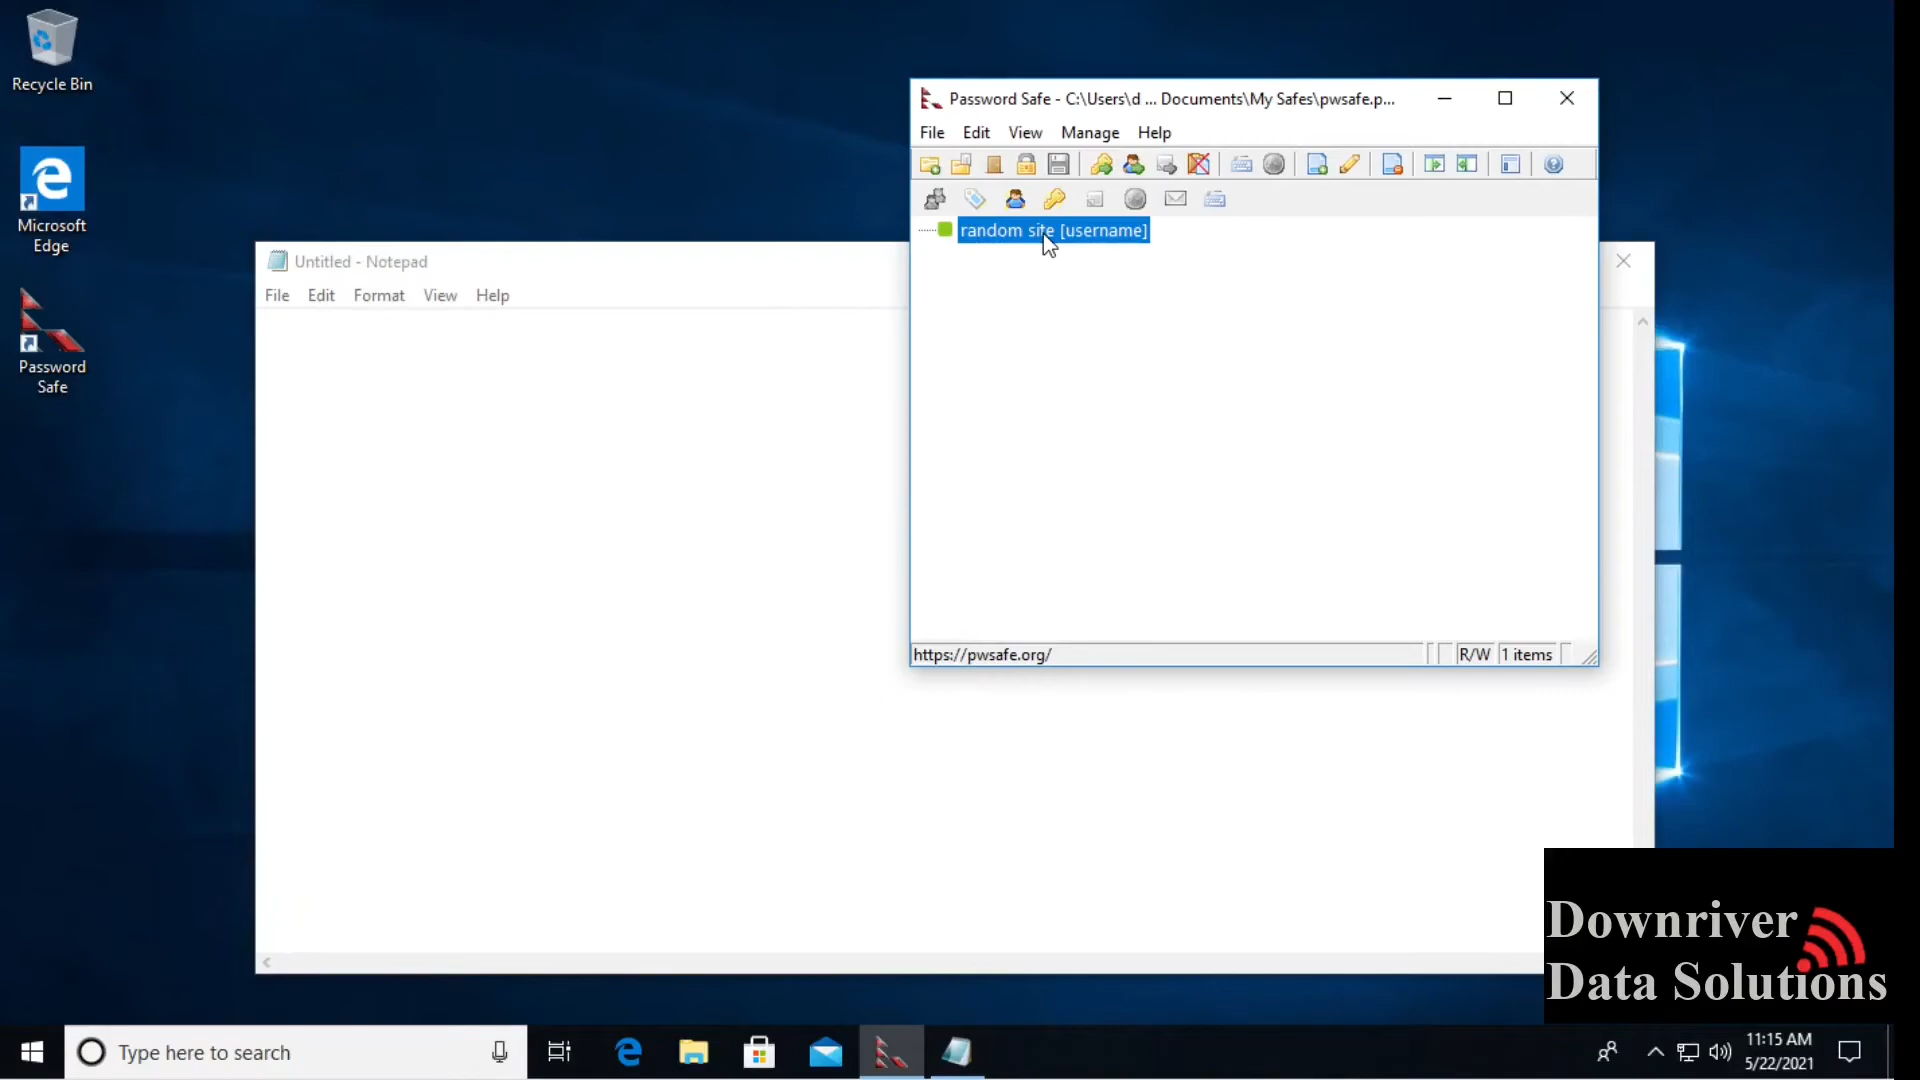 Recycle Bin
Microsoft
Edge
Password
Safe
Password Safe - C:\Users\d ... Documents\My Safes\pwsafe.p...
File Edit View Manage Help
random site [username]
https://pwsafe.org/
R/W 1 items
Untitled - Notepad
File Edit Format View Help
Downriver
Data Solutions
Type here to search
11:15 AM
5/22/2021